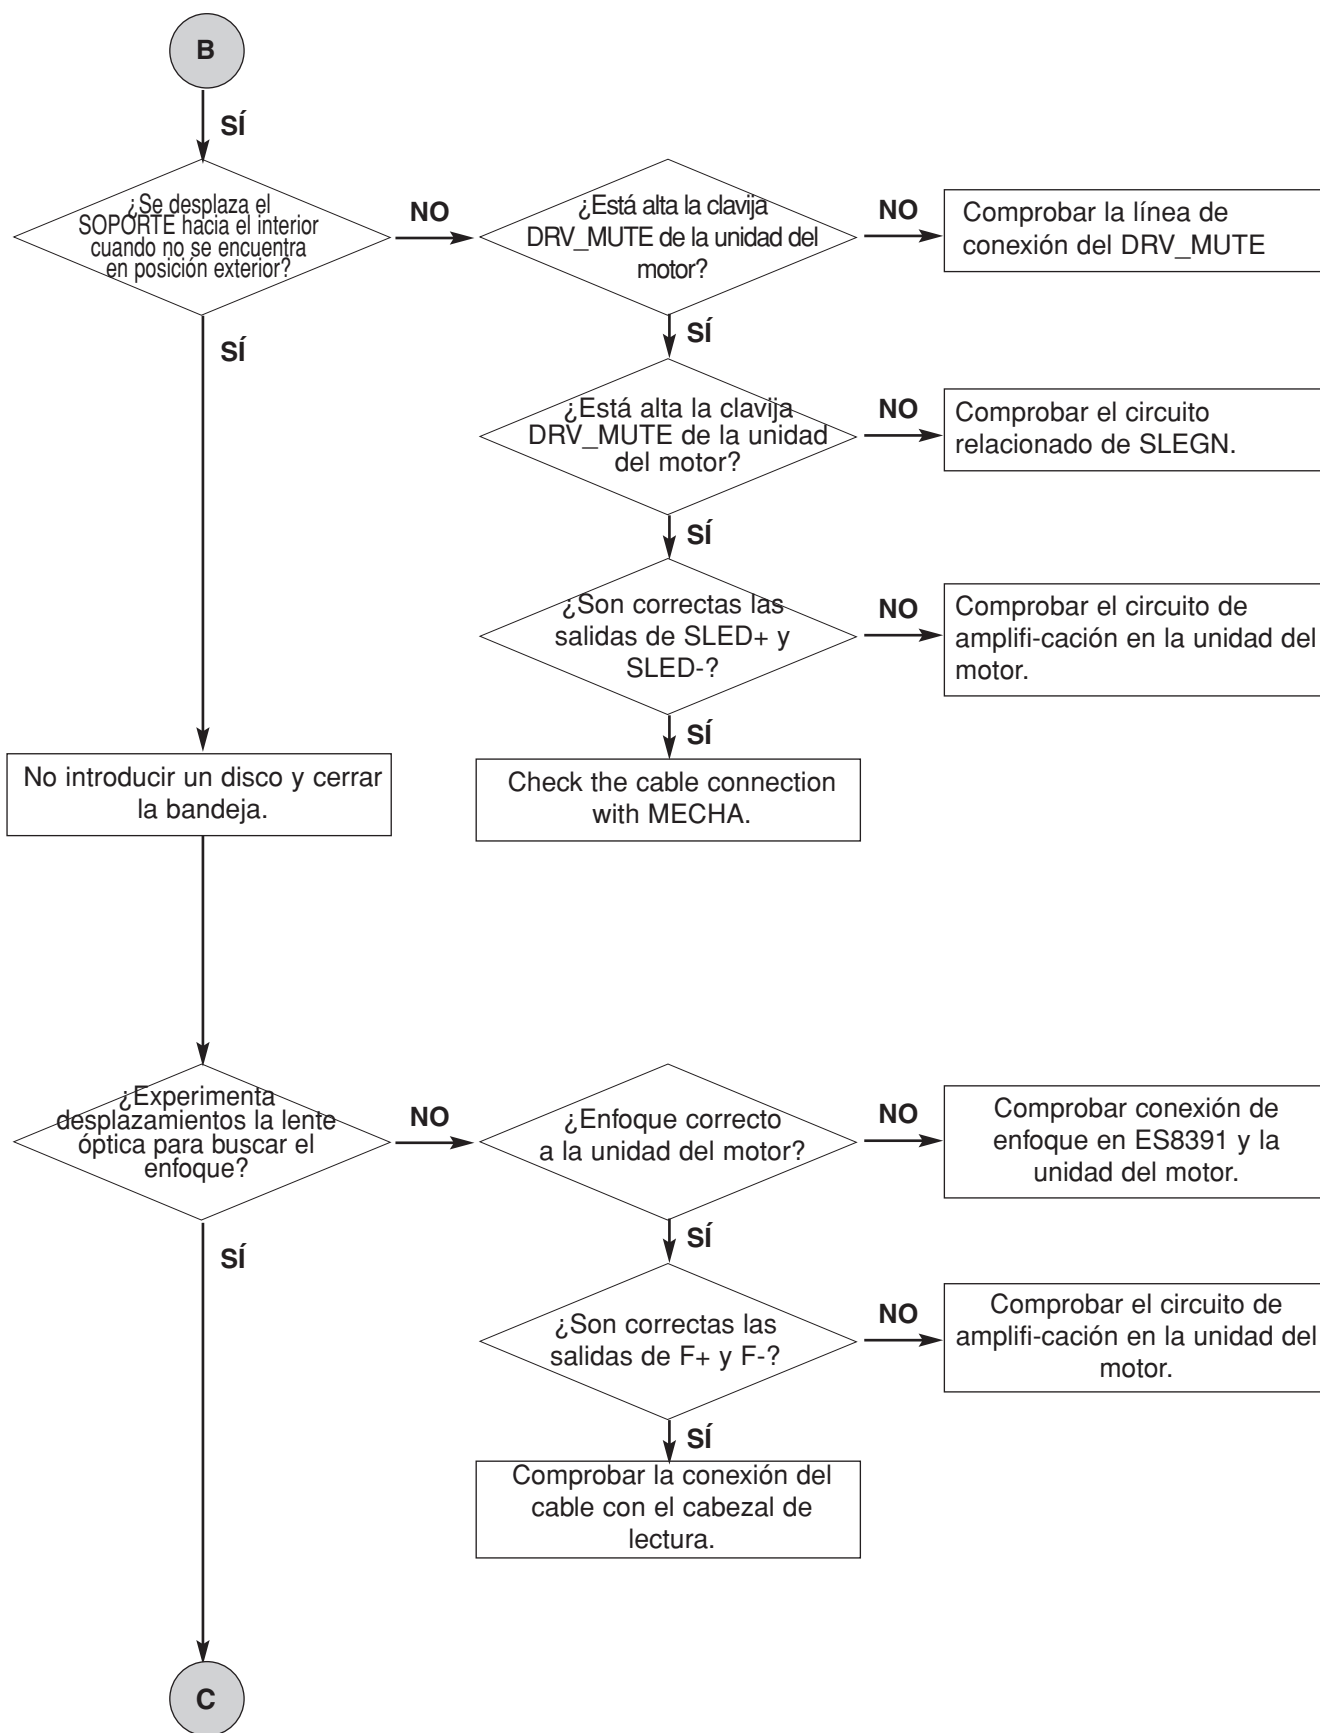 B
SÍ
¿Se desplaza el
SOPORTE hacia el interior
cuando no se encuentra
en posición exterior?
NO
¿Está alta la clavija
DRV_MUTE de la unidad del
motor?
NO
Comprobar la línea de
conexión del DRV_MUTE
SÍ
SÍ
¿Está alta la clavija
DRV_MUTE de la unidad
del motor?
NO
Comprobar el circuito
relacionado de SLEGN.
SÍ
¿Son correctas las
salidas de SLED+ y
SLED-?
NO
Comprobar el circuito de
amplifi-cación en la unidad del
motor.
SÍ
No introducir un disco y cerrar
la bandeja.
Check the cable connection
with MECHA.
¿Experimenta
desplazamientos la lente
óptica para buscar el
enfoque?
NO
¿Enfoque correcto
a la unidad del motor?
NO
Comprobar conexión de
enfoque en ES8391 y la
unidad del motor.
SÍ
SÍ
¿Son correctas las
salidas de F+ y F-?
NO
Comprobar el circuito de
amplifi-cación en la unidad del
motor.
SÍ
Comprobar la conexión del
cable con el cabezal de
lectura.
C